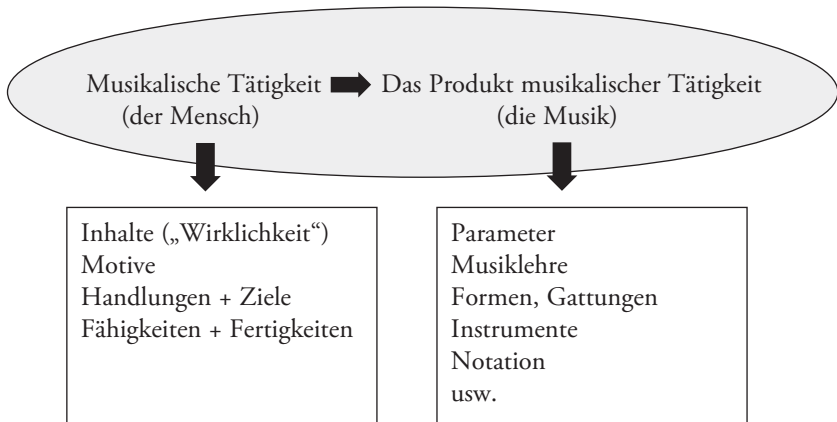 Musikalische Tätigkeit Das Produkt musikalischer Tätigkeit
(der Mensch) (die Musik)
Inhalte („Wirklichkeit“)
Motive
Handlungen + Ziele
Fähigkeiten + Fertigkeiten
Parameter
Musiklehre
Formen, Gattungen
Instrumente
Notation
usw.